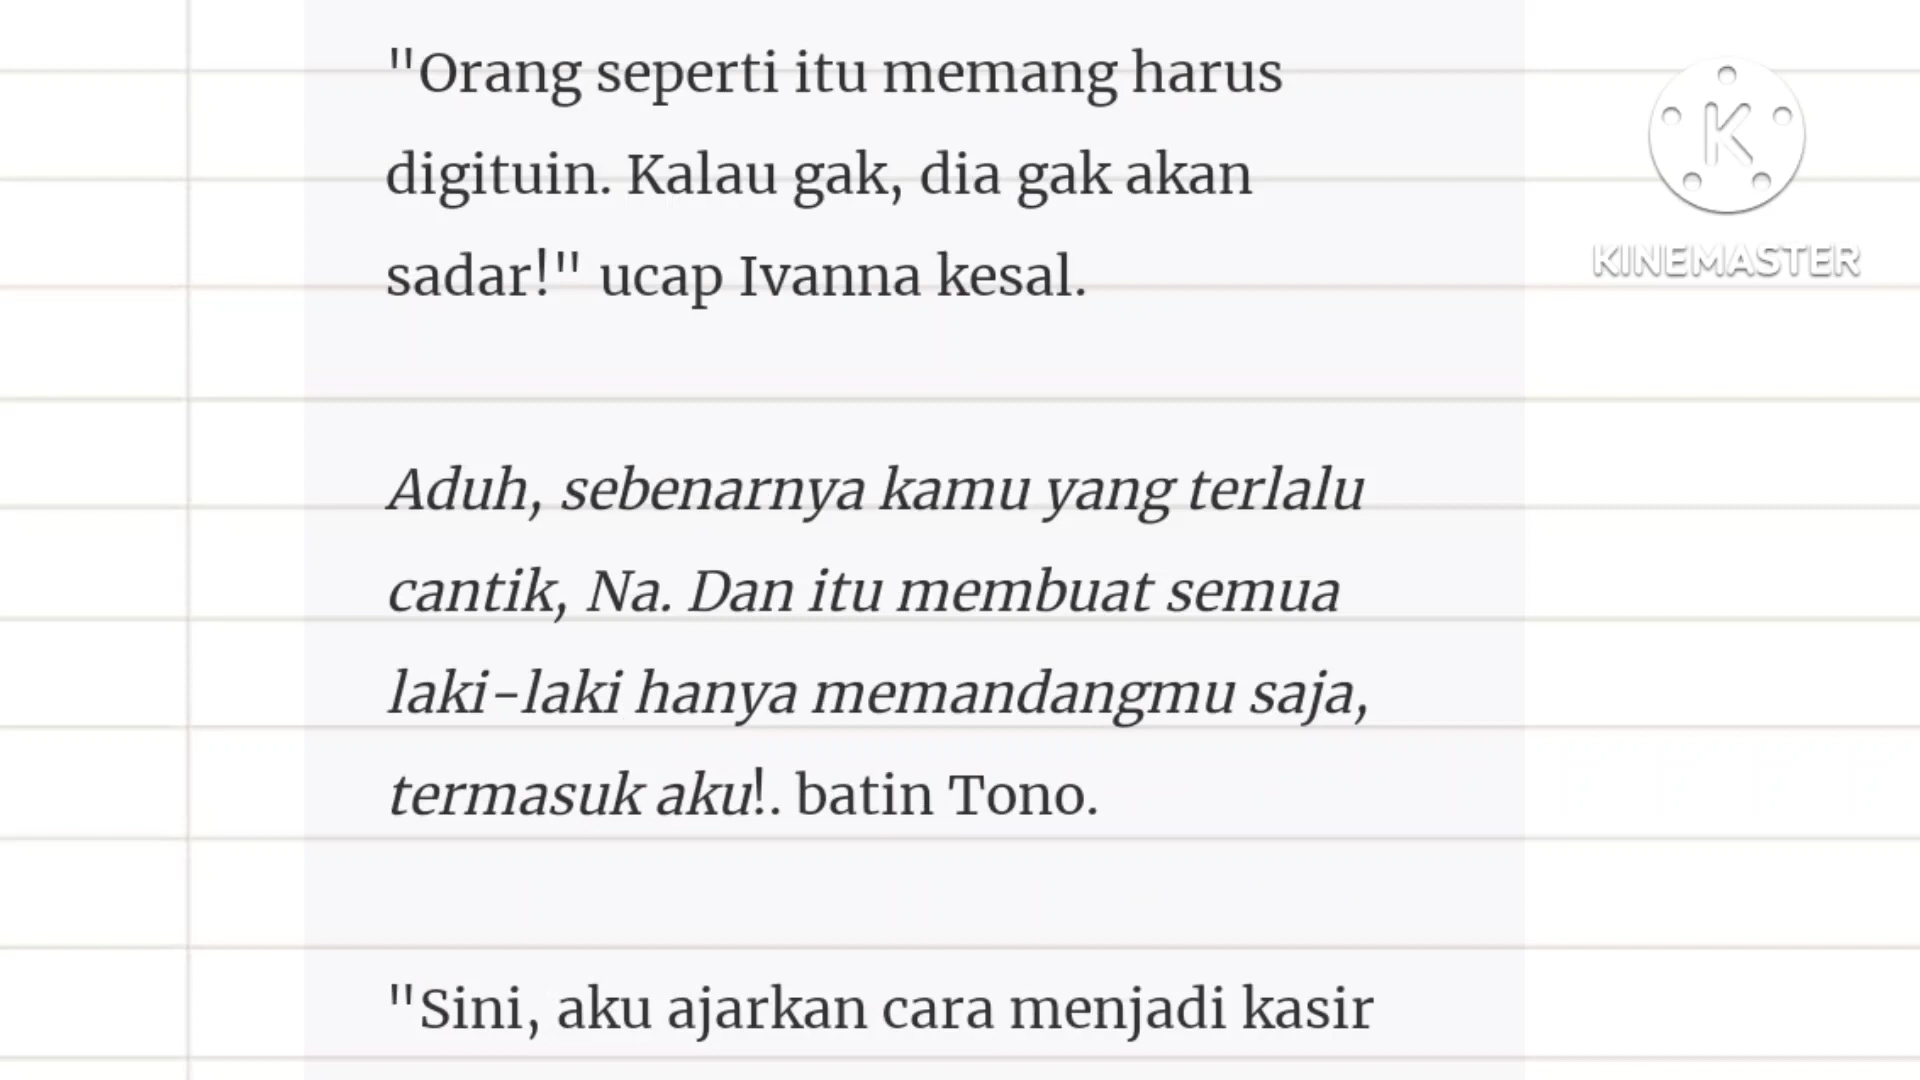 "Orang seperti itu memang harus
digituin. Kalau gak, dia gak akan
sadar!" ucap Ivanna kesal.
Aduh, sebenarnya kamu yang terlalu
cantik, Na. Dan itu membuat semua
laki-laki hanya memandangmu saja,
termasuk aku!. batin Tono.
"Sini, aku ajarkan cara menjadi kasir
K
KINEMASTER